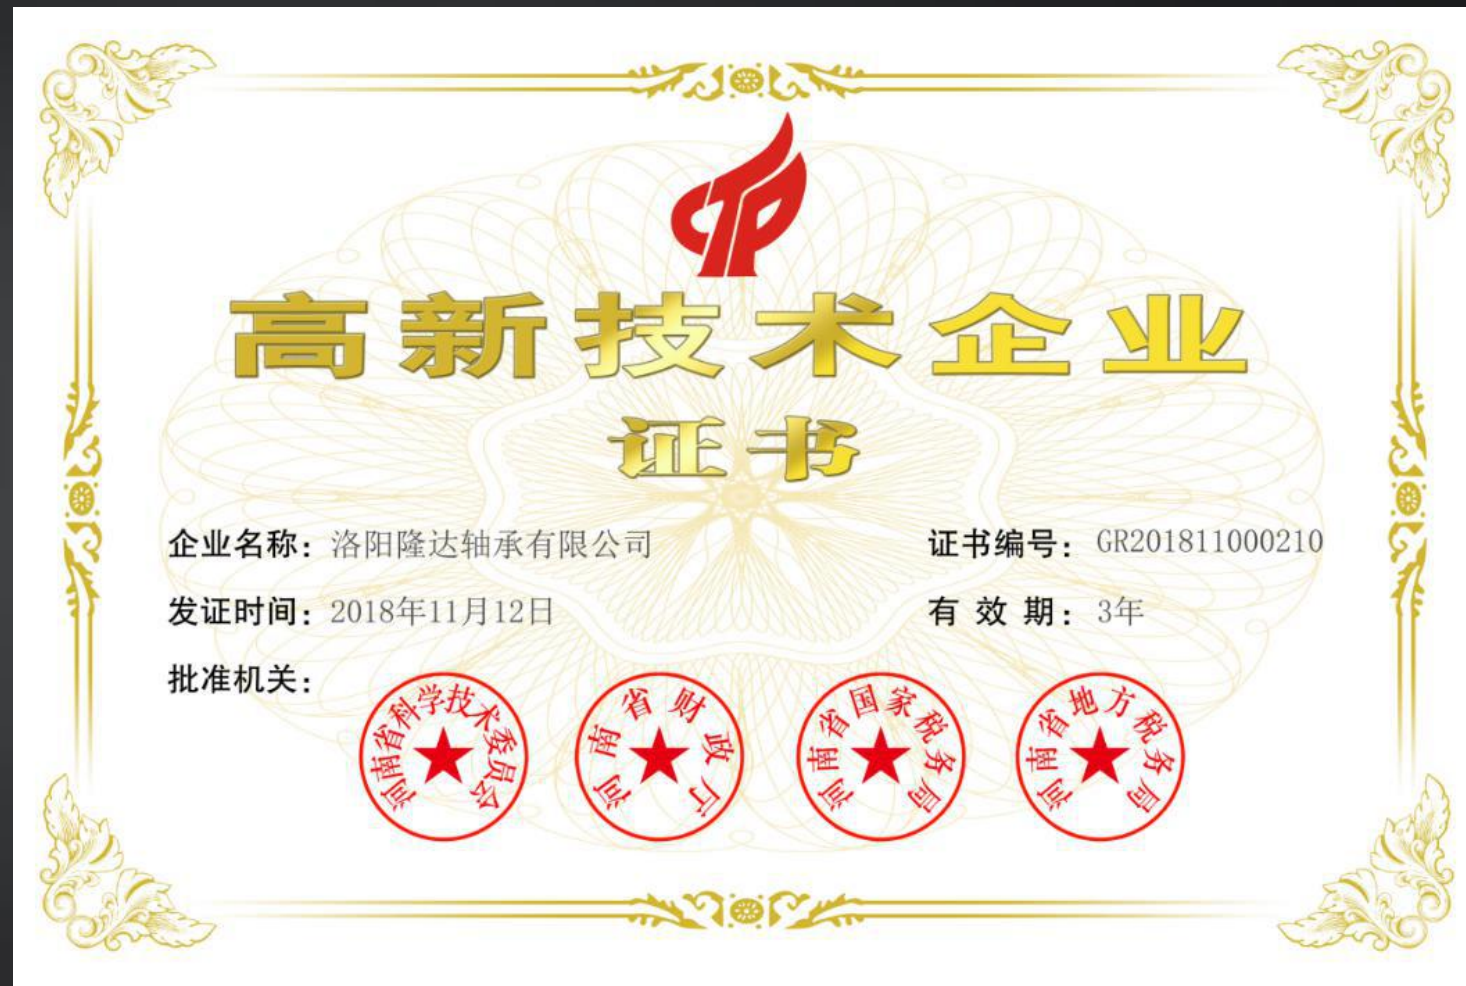 高新技术企业
证书
企业名称：洛阳隆达轴承有限公司
证书编号：GR201811000210
发证时间：2018年11月12日
有效期：3年
批准机关：
河南省科学技术委员会
河南省财政厅
河南省国家税务局
河南省地方税务局